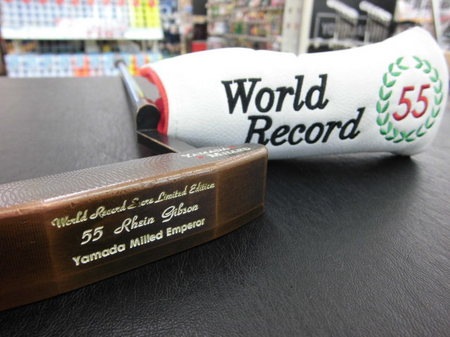 World
Record
55
World Record Score Limited Edition
55 Rhein Gibson
Yamada Milled Emperor